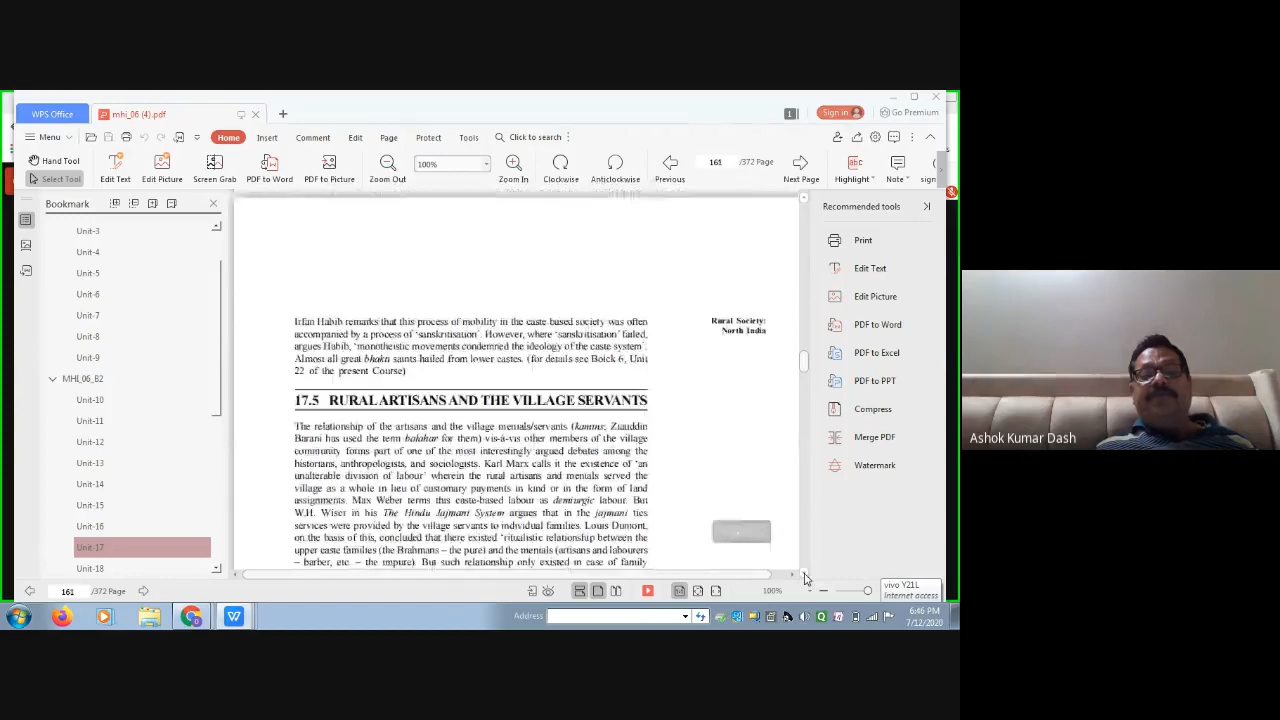 WPS Office
mhi_06 (4).pdf
1
Sign in
Go Premium
Menu
Home
Insert
Comment
Edit
Page
Protect
Tools
Click to search
Hand Tool
Select Tool
Edit Text
Edit Picture
Screen Grab
PDF to Word
PDF to Picture
Zoom Out
100%
Zoom In
Clockwise
Anticlockwise
Previous
161
/372 Page
Next Page
Highlight
Note
sign
Bookmark
Unit-3
Unit-4
Unit-5
Unit-6
Unit-7
Unit-8
Unit-9
MHI_06_B2
Unit-10
Unit-11
Unit-12
Unit-13
Unit-14
Unit-15
Unit-16
Unit-17
Unit-18
Irfan Habib remarks that this process of mobility in the caste-based society was often
accompanied by a process of 'sanskritisation'. However, where 'sanskritisation' failed,
argues Habib, 'monotheistic movements condemned the ideology of the caste system'.
Almost all great bhakti saints hailed from lower castes. (for details see Bolck 6, Unit
22 of the present Course)
Rural Society:
North India
17.5 RURAL ARTISANS AND THE VILLAGE SERVANTS
The relationship of the artisans and the village menials/servants (kamins; Ziauddin
Barani has used the term balahar for them) vis-à-vis other members of the village
community forms part of one of the most interestingly argued debates among the
historians, anthropologists, and sociologists. Karl Marx calls it the existence of 'an
unalterable division of labour' wherein the rural artisans and menials served the
village as a whole in lieu of customary payments in kind or in the form of land
assignments. Max Weber terms this caste-based labour as demiurgic labour. But
W.H. Wiser in his The Hindu Jajmani System argues that in the jajmani ties
services were provided by the village servants to individual families. Louis Dumont,
on the basis of this, concluded that there existed 'ritualistic relationship between the
upper caste families (the Brahmans – the pure) and the menials (artisans and labourers
– barber, etc. – the impure). But such relationship only existed in case of family
Recommended tools
Print
Edit Text
Edit Picture
PDF to Word
PDF to Excel
PDF to PPT
Compress
Merge PDF
Watermark
161
/372 Page
100%
vivo Y21L
Internet access
Address
6:46 PM
7/12/2020
Ashok Kumar Dash